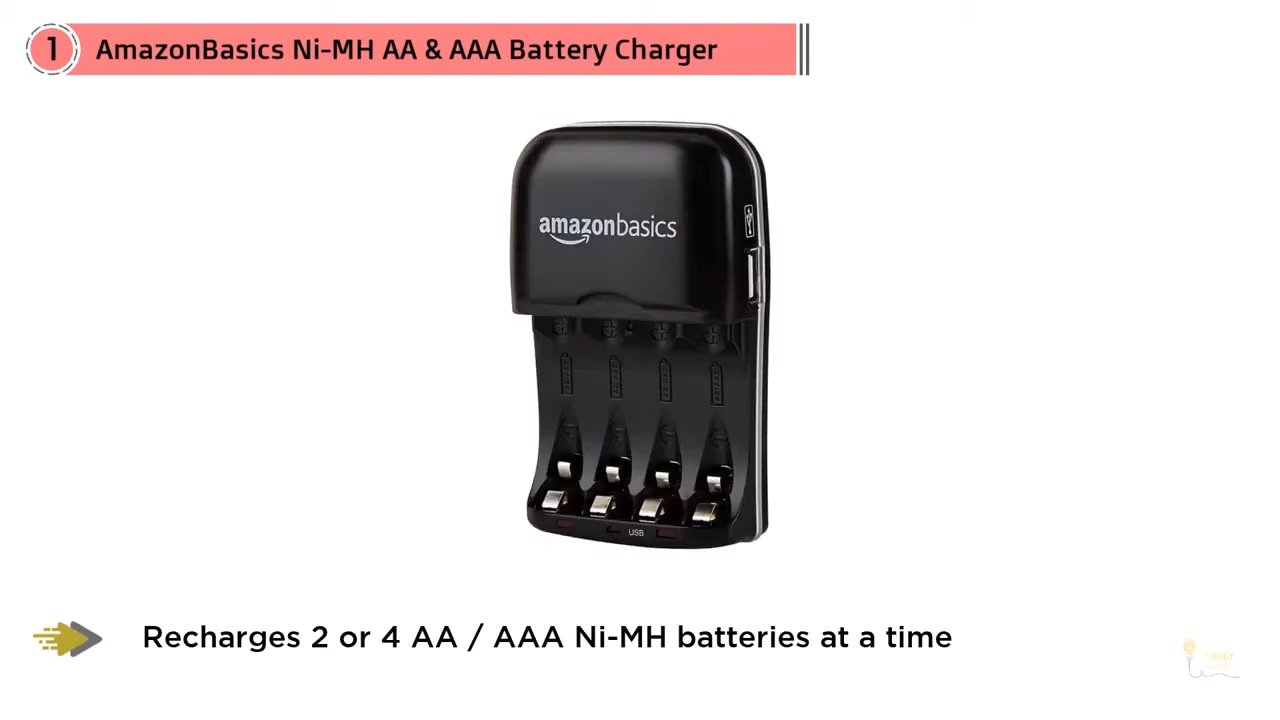 1
AmazonBasics Ni-MH AA & AAA Battery Charger
amazonbasics
USB
Recharges 2 or 4 AA / AAA Ni-MH batteries at a time